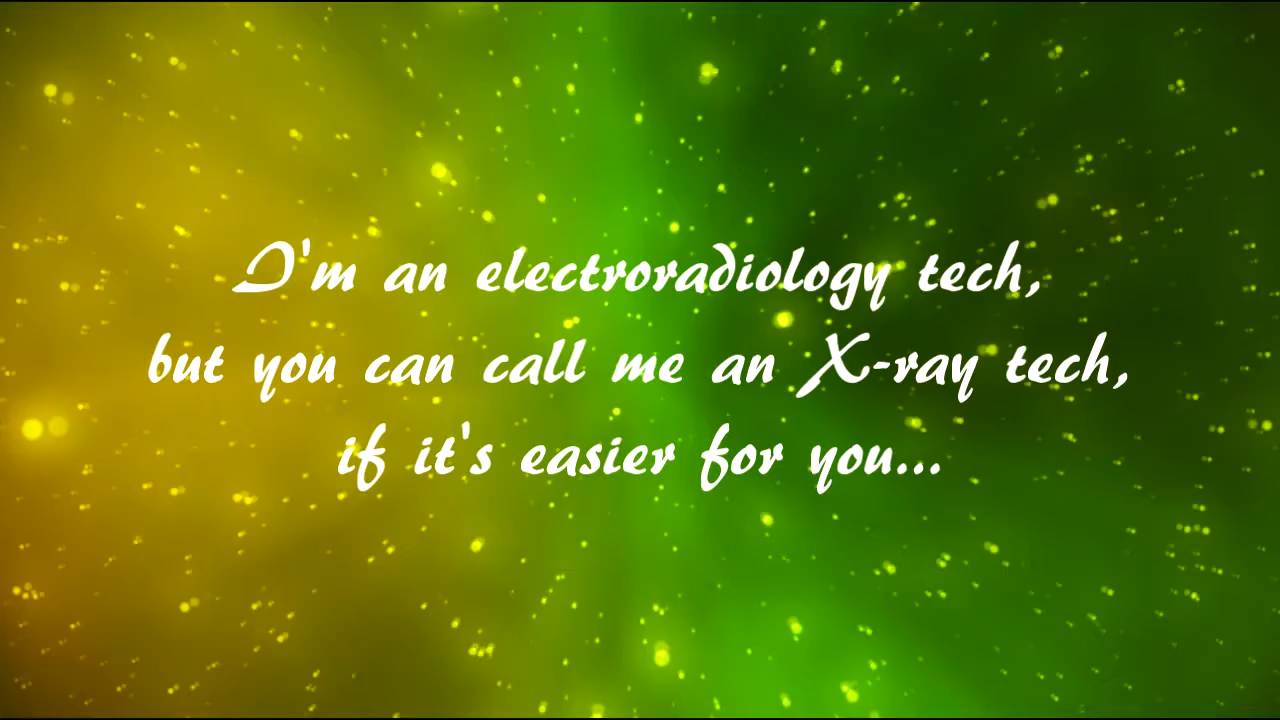 I'm an electroradiology tech,
but you can call me an X-ray tech,
if it's easier for you...